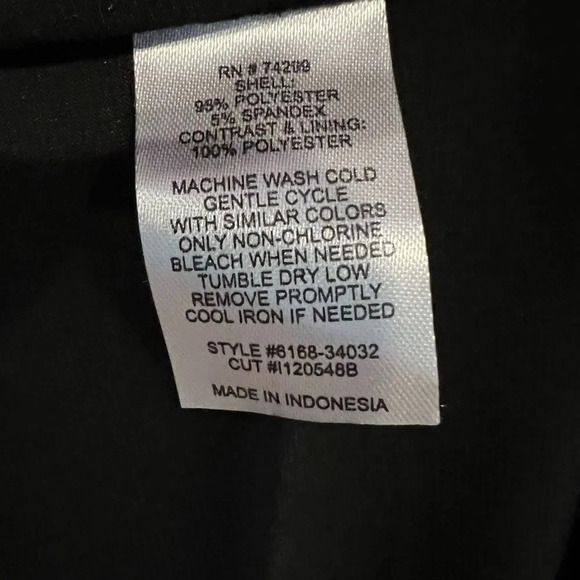 RN # 74209
SHELL:
95% POLYESTER
5% SPANDEX
CONTRAST & LINING:
100% POLYESTER
MACHINE WASH COLD
GENTLE CYCLE
WITH SIMILAR COLORS
ONLY NON-CHLORINE
BLEACH WHEN NEEDED
TUMBLE DRY LOW
REMOVE PROMPTLY
COOL IRON IF NEEDED
STYLE #6168-34032
CUT #I120548B
MADE IN INDONESIA